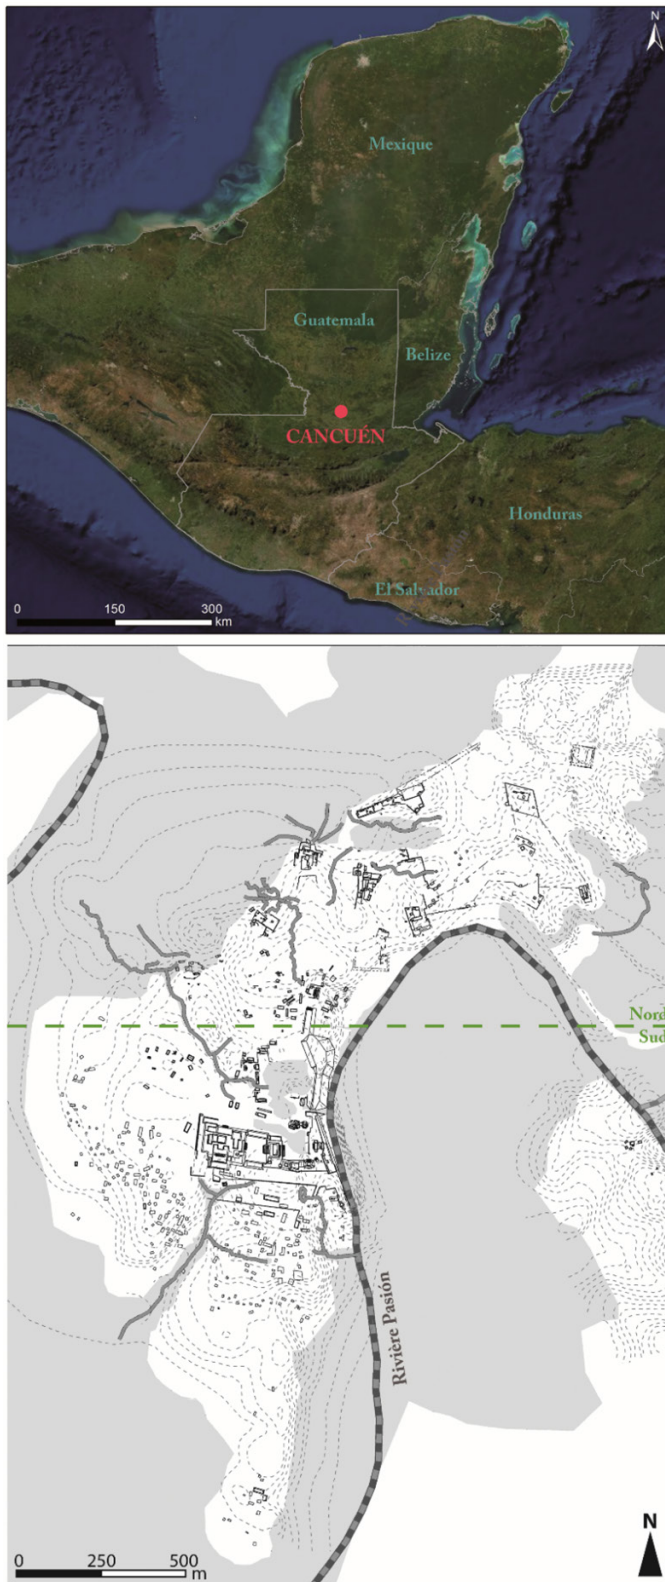 N
Mexique
Guatemala
Belize
CANCUÉN
Honduras
El Salvador
0 150 300
km
Nord
Sud
Rivière Pasión
0 250 500
m
N